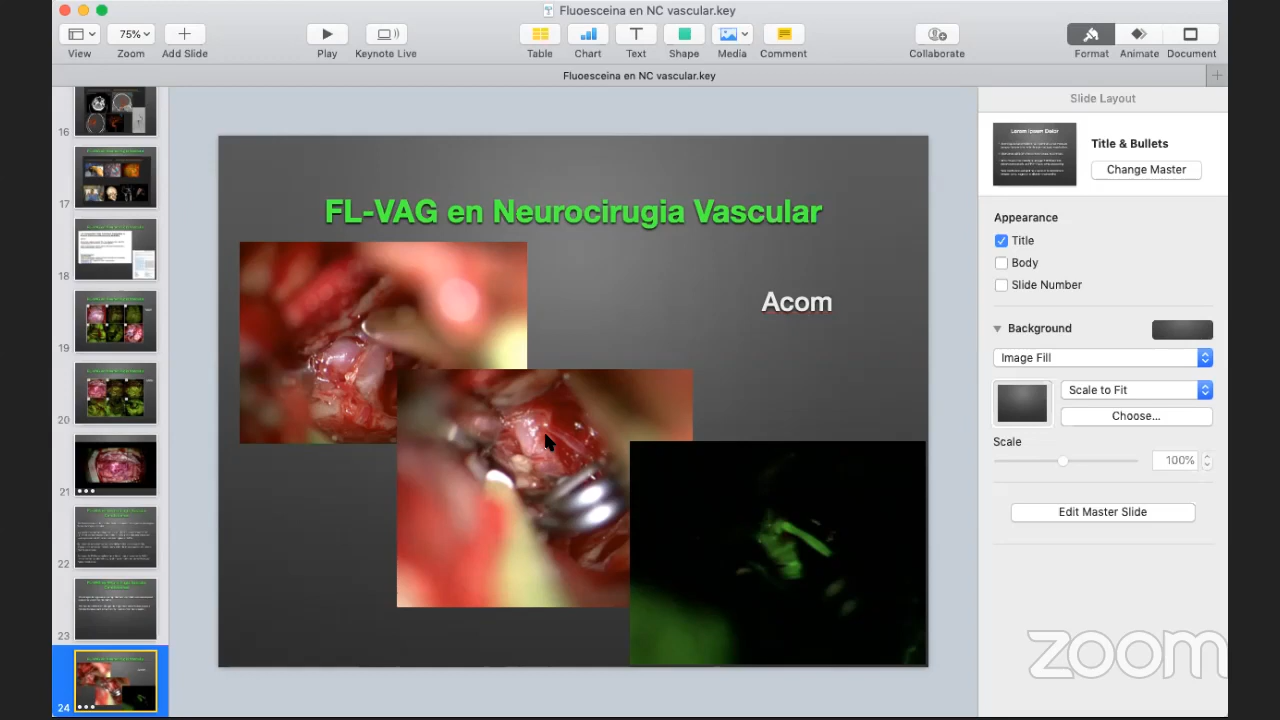 Fluoesceina en NC vascular.key
View
75%
Zoom
Add Slide
Play
Keynote Live
Table
Chart
Text
Shape
Media
Comment
Collaborate
Format
Animate
Document
Fluoesceina en NC vascular.key
16
17
18
19
20
21
22
23
24
FL-VAG en Neurocirugia Vascular
Acom
Slide Layout
Title & Bullets
Change Master
Appearance
Title
Body
Slide Number
Background
Image Fill
Scale to Fit
Choose...
Scale
100%
Edit Master Slide
zoom